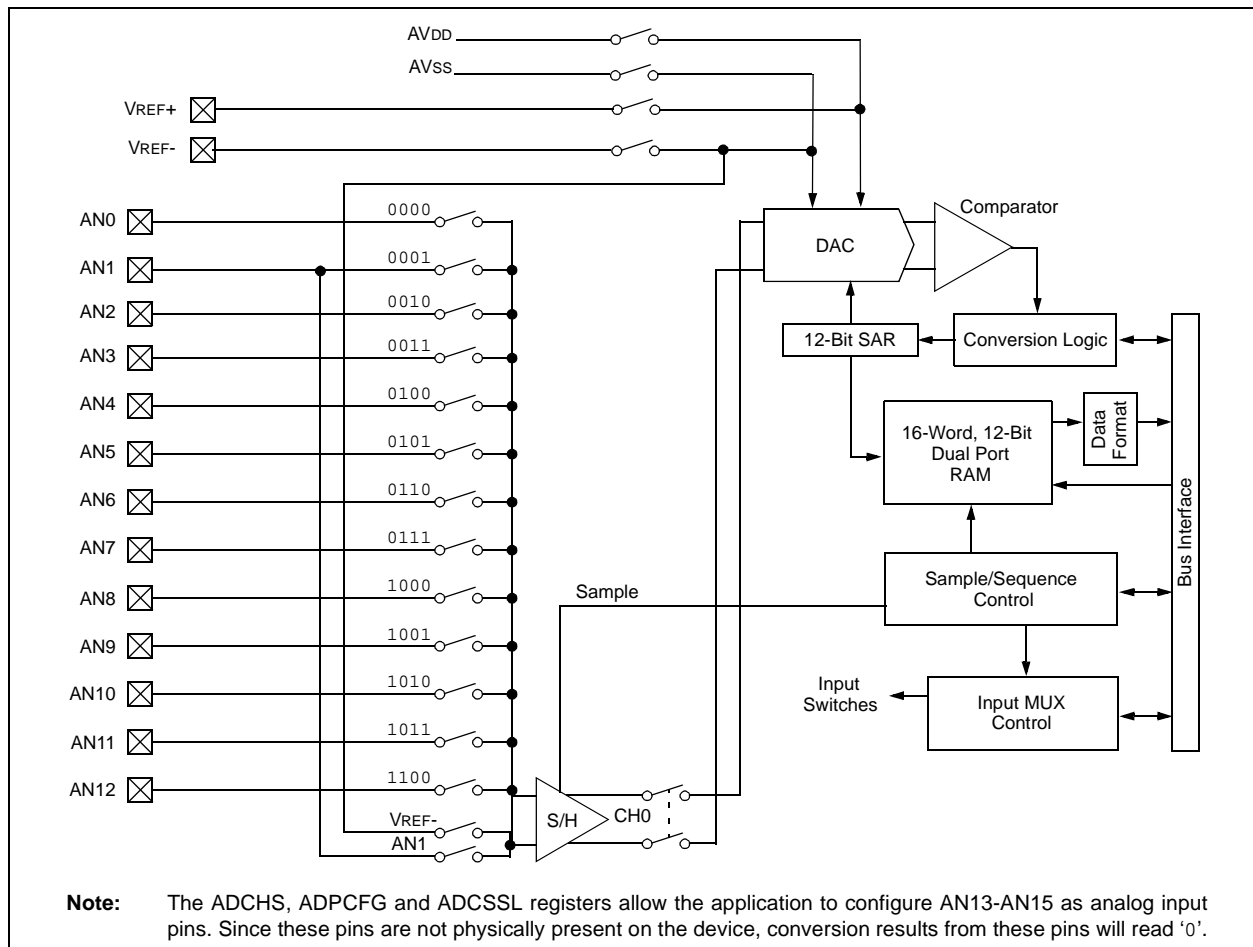 AVDD
AVSS
VREF+
VREF-
AN0
0000
AN1
0001
AN2
0010
AN3
0011
AN4
0100
AN5
0101
AN6
0110
AN7
0111
AN8
1000
AN9
1001
AN10
1010
AN11
1011
AN12
1100
VREF-
AN1
S/H
CH0
Sample
DAC
Comparator
12-Bit SAR
Conversion Logic
16-Word, 12-Bit
Dual Port
RAM
Data
Format
Bus Interface
Sample/Sequence
Control
Input
Switches
Input MUX
Control
Note: The ADCHS, ADPCFG and ADCSSL registers allow the application to configure AN13-AN15 as analog input
pins. Since these pins are not physically present on the device, conversion results from these pins will read ‘0’.